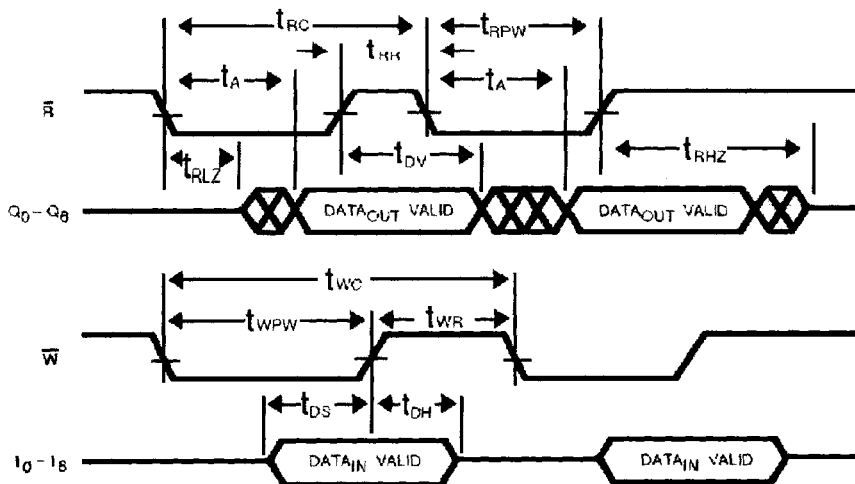 tRC tRPW
tRR
tA tA
R̅
tRLZ tDV tRHZ
Q0-Q8 DATAOUT VALID DATAOUT VALID
tWC
tWPW tWR
W̅
tDS tDH
I0-I8 DATAIN VALID DATAIN VALID